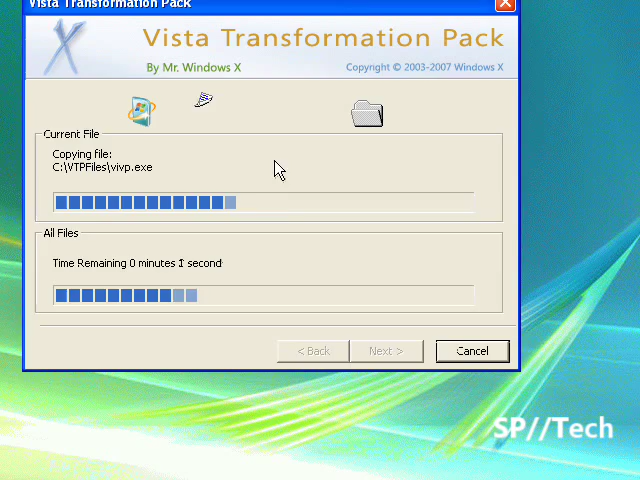 Vista Transformation Pack
Vista Transformation Pack
By Mr. Windows X
Copyright © 2003-2007 Windows X
Current File
Copying file:
C:\VTPFiles\vivp.exe
All Files
Time Remaining 0 minutes 1 second
< Back
Next >
Cancel
SP//Tech